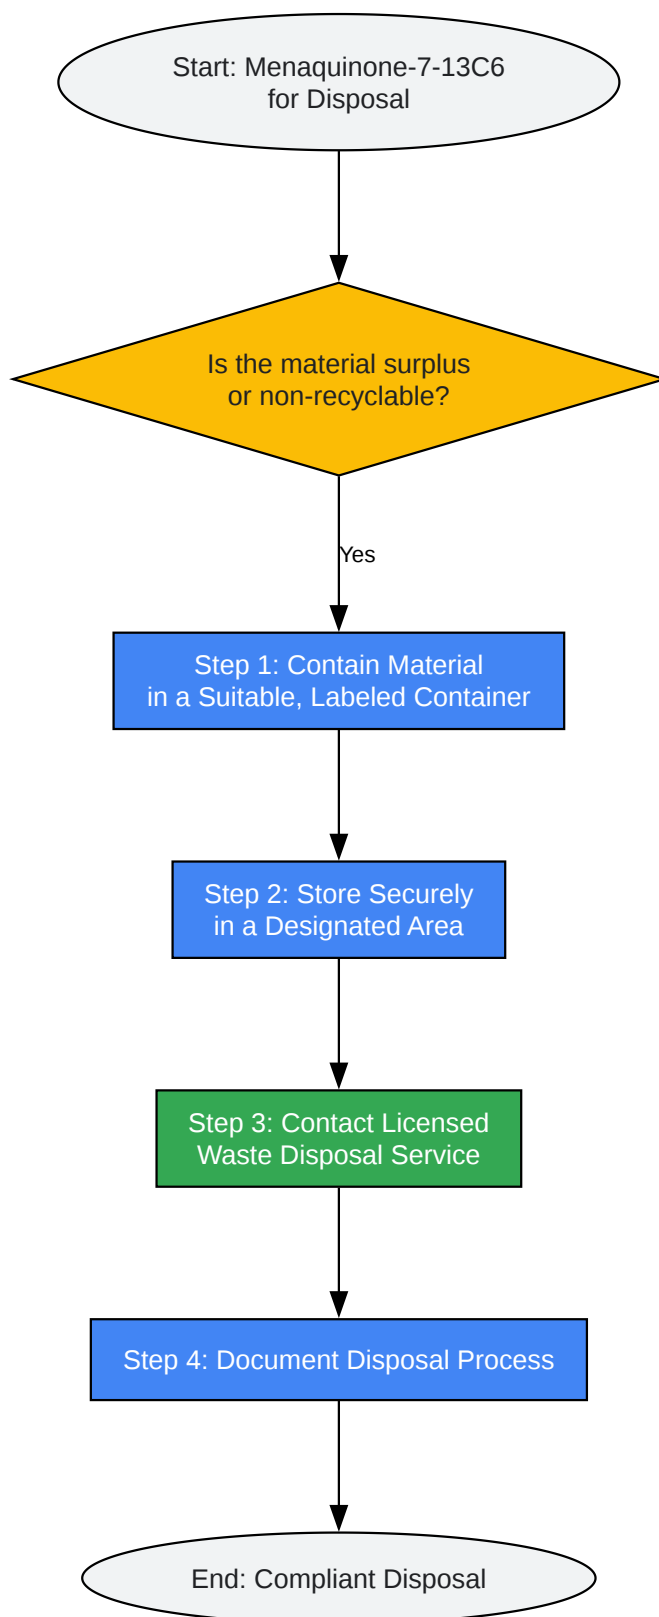 Start: Menaquinone-7-13C6
for Disposal
Is the material surplus
or non-recyclable?
Yes
Step 1: Contain Material
in a Suitable, Labeled Container
Step 2: Store Securely
in a Designated Area
Step 3: Contact Licensed
Waste Disposal Service
Step 4: Document Disposal Process
End: Compliant Disposal